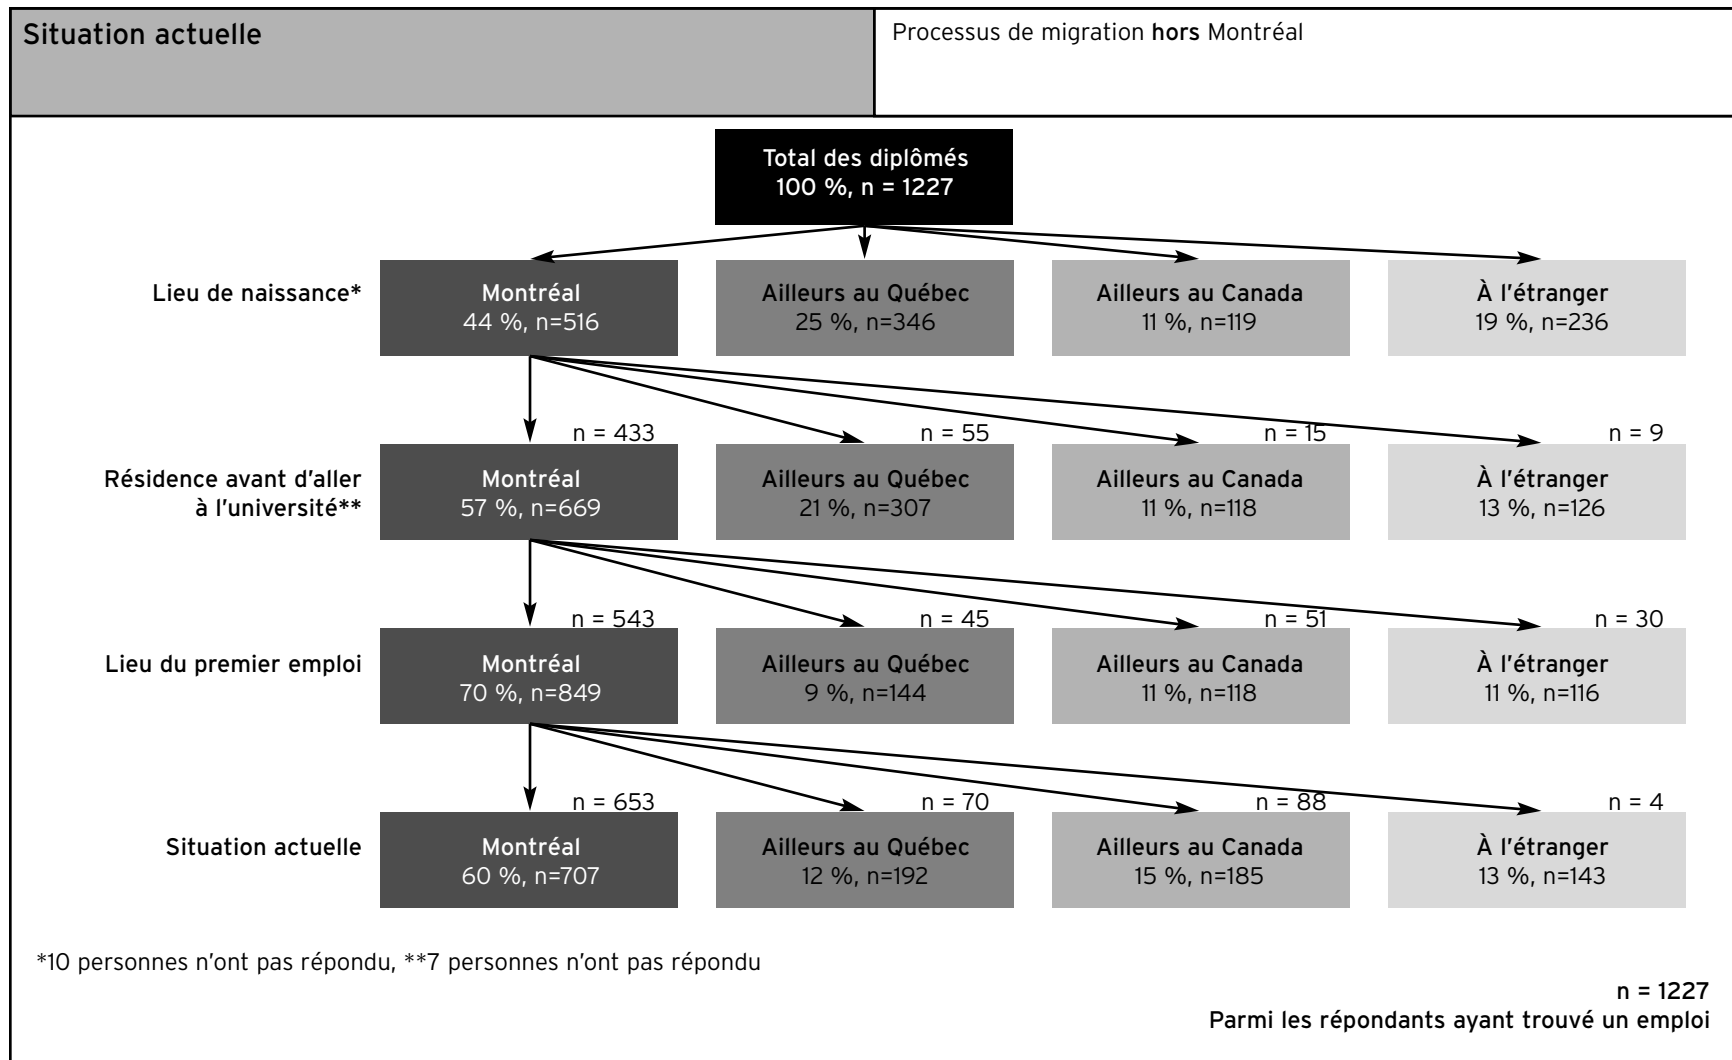 Situation actuelle
Processus de migration hors Montréal
Total des diplômés
100 %, n = 1227
Lieu de naissance*
Montréal
44 %, n=516
Ailleurs au Québec
25 %, n=346
Ailleurs au Canada
11 %, n=119
À l'étranger
19 %, n=236
n = 433
n = 55
n = 15
n = 9
Résidence avant d'aller
à l'université**
Montréal
57 %, n=669
Ailleurs au Québec
21 %, n=307
Ailleurs au Canada
11 %, n=118
À l'étranger
13 %, n=126
n = 543
n = 45
n = 51
n = 30
Lieu du premier emploi
Montréal
70 %, n=849
Ailleurs au Québec
9 %, n=144
Ailleurs au Canada
11 %, n=118
À l'étranger
11 %, n=116
n = 653
n = 70
n = 88
n = 4
Situation actuelle
Montréal
60 %, n=707
Ailleurs au Québec
12 %, n=192
Ailleurs au Canada
15 %, n=185
À l'étranger
13 %, n=143
*10 personnes n'ont pas répondu, **7 personnes n'ont pas répondu
n = 1227
Parmi les répondants ayant trouvé un emploi